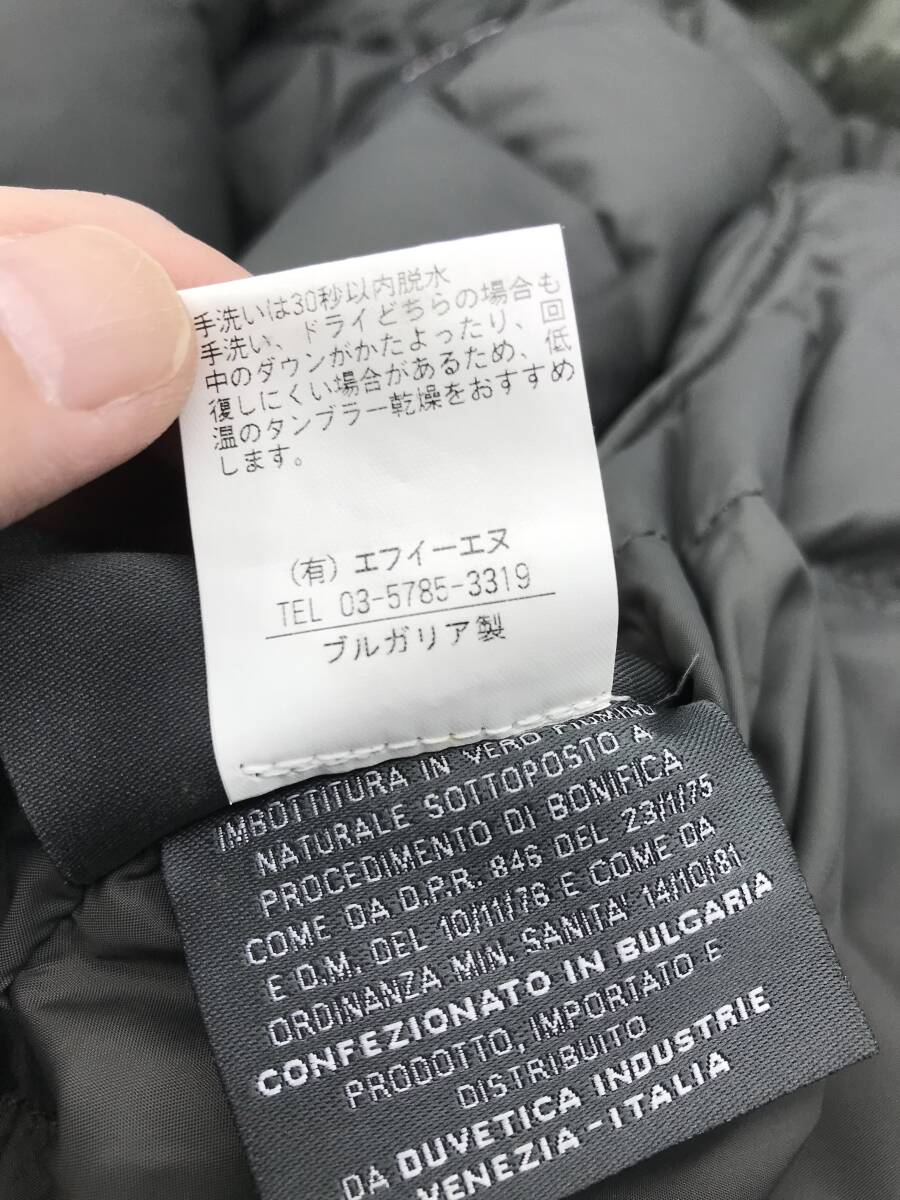 手洗いは30秒以内脱水
手洗い、ドライどちらの場合も
中のダウンがかたよったり、回
復しにくい場合があるため、低
温のタンブラー乾燥をおすすめ
します。
(有) エフイーエヌ
TEL 03-5785-3319
ブルガリア製
IMBOTTITURA IN VERO PIUMINO
NATURALE SOTTOPOSTO A
PROCEDIMENTO DI BONIFICA
COME DA D.P.R. 846 DEL 23/1/75
E D.M. DEL 10/11/76 E COME DA
ORDINANZA MIN. SANITA' 14/10/81
CONFEZIONATO IN BULGARIA
PRODOTTO, IMPORTATO E
DISTRIBUITO
DA DUVETICA INDUSTRIE
VENEZIA-ITALIA